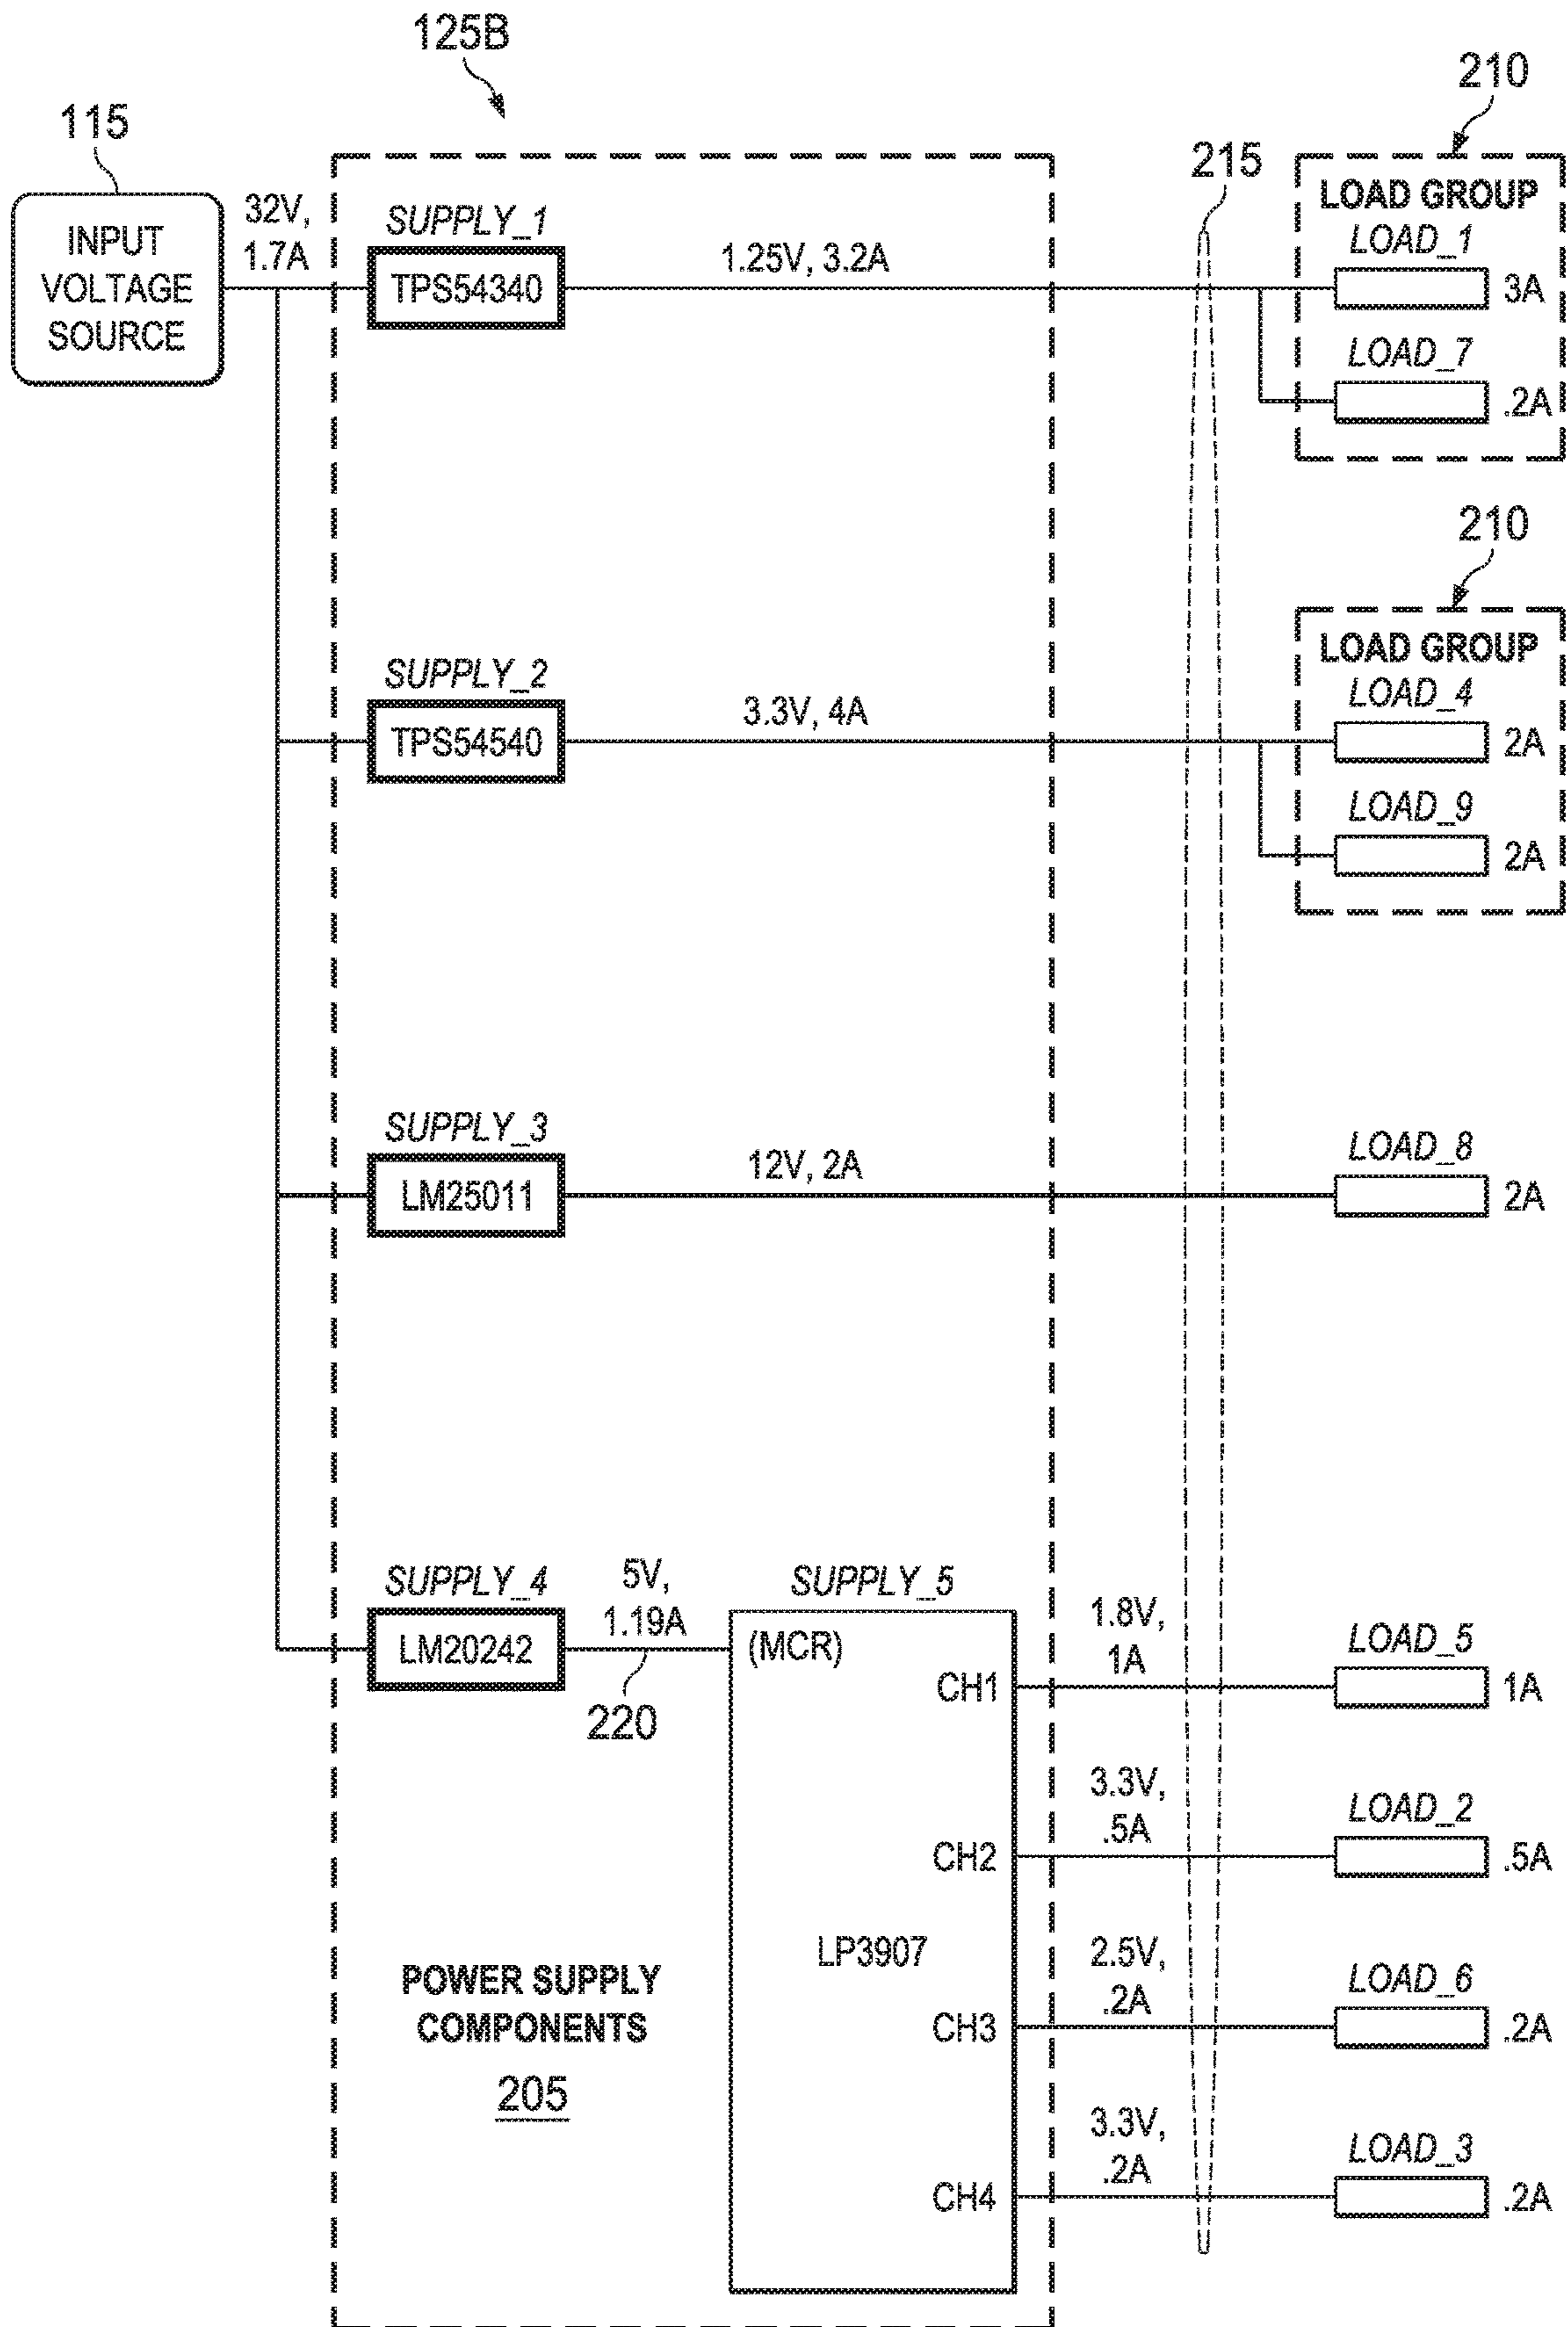 125B
115
INPUT
VOLTAGE
SOURCE
32V,
1.7A
SUPPLY_1
TPS54340
1.25V, 3.2A
215
210
LOAD GROUP
LOAD_1
3A
LOAD_7
.2A
210
LOAD GROUP
SUPPLY_2
TPS54540
3.3V, 4A
LOAD_4
2A
LOAD_9
2A
SUPPLY_3
LM25011
12V, 2A
LOAD_8
2A
SUPPLY_4
LM20242
5V,
1.19A
220
SUPPLY_5
(MCR)
LP3907
CH1
1.8V,
1A
LOAD_5
1A
CH2
3.3V,
.5A
LOAD_2
.5A
CH3
2.5V,
.2A
LOAD_6
.2A
CH4
3.3V,
.2A
LOAD_3
.2A
POWER SUPPLY
COMPONENTS
205